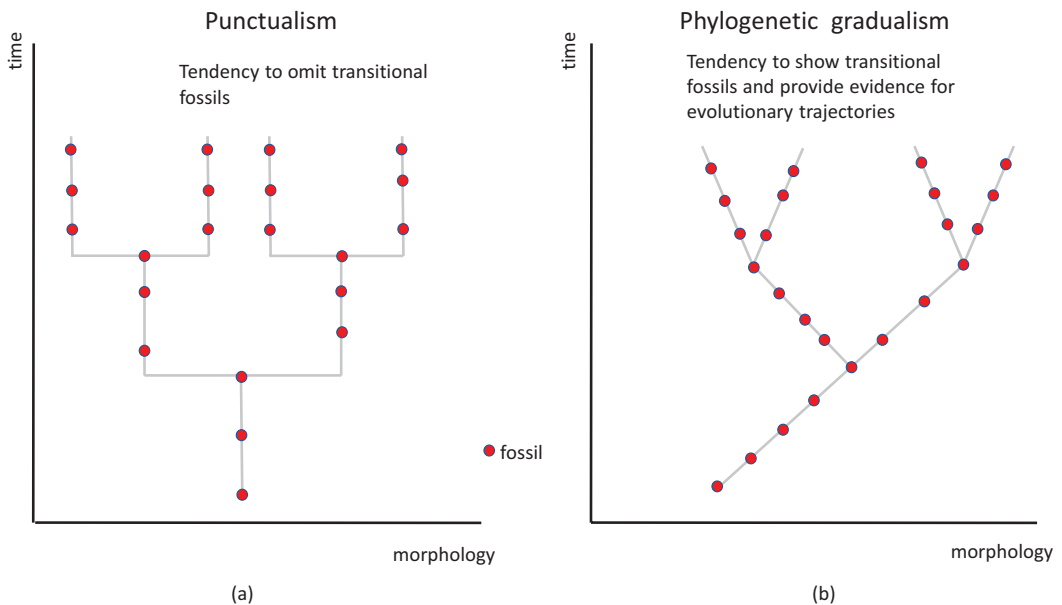 Punctualism
time
Tendency to omit transitional
fossils
fossil
morphology
(a)
Phylogenetic gradualism
time
Tendency to show transitional
fossils and provide evidence for
evolutionary trajectories
morphology
(b)